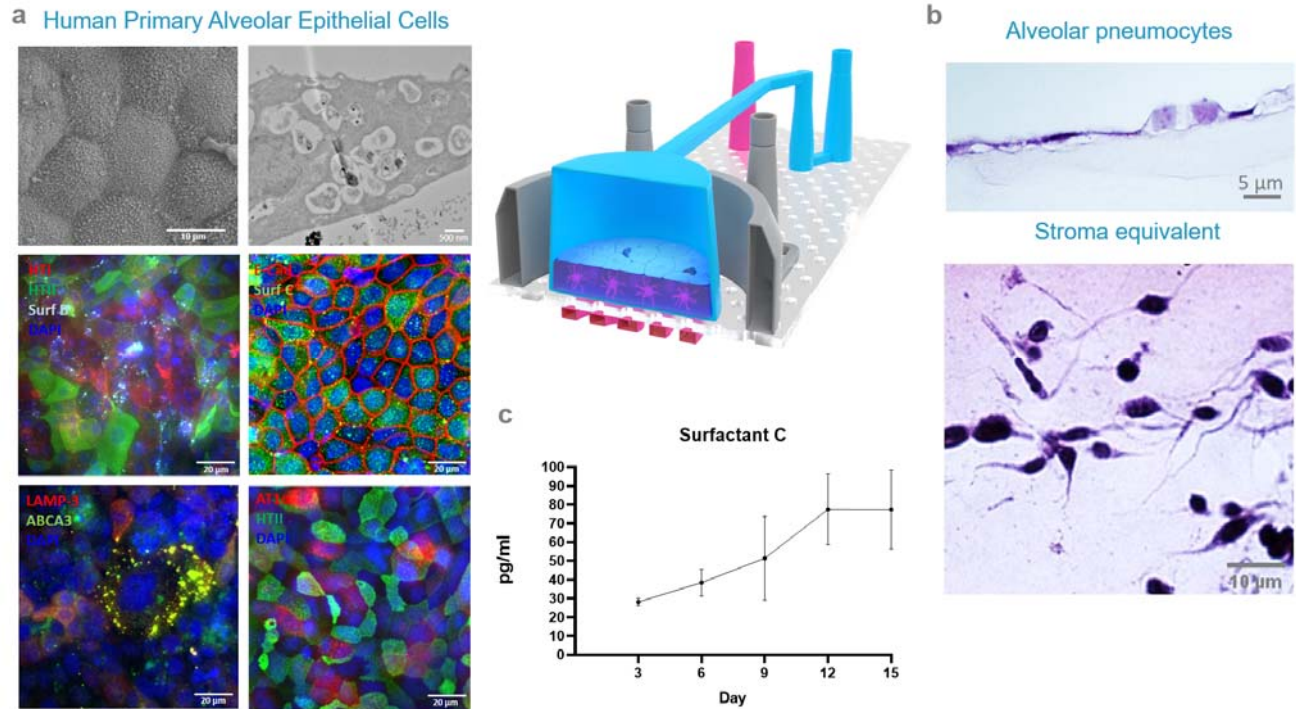 a
Human Primary Alveolar Epithelial Cells
10 µm
500 nm
HTI
HTII
Surf B
DAPI
20 µm
E-Cad
Surf C
DAPI
20 µm
LAMP-3
ABCA3
DAPI
20 µm
HTII
DAPI
20 µm
b
Alveolar pneumocytes
5 µm
Stroma equivalent
10 µm
c
Surfactant C
pg/ml
100
90
80
70
60
50
40
30
20
10
0
3 6 9 12 15
Day